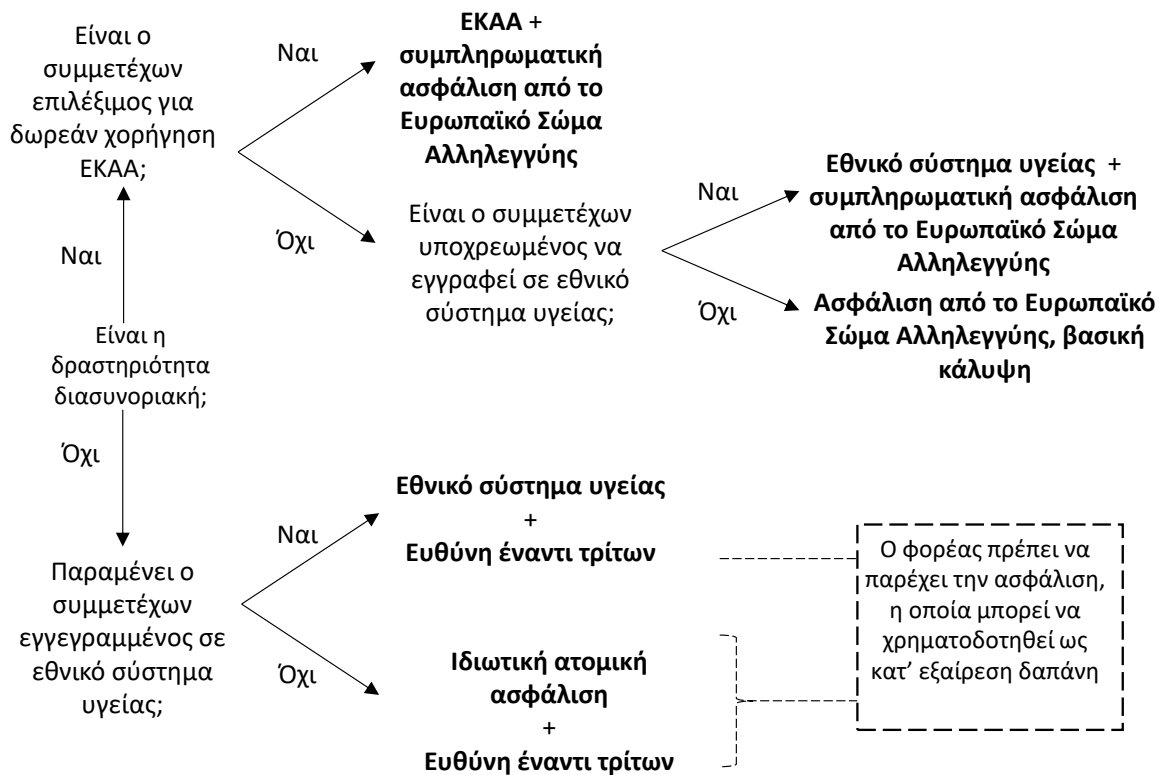 Είναι ο
συμμετέχων
επιλέξιμος για
δωρεάν χορήγηση
ΕΚΑΑ;
Ναι
ΕΚΑΑ +
συμπληρωματική
ασφάλιση από το
Ευρωπαϊκό Σώμα
Αλληλεγγύης
Όχι
Είναι ο συμμετέχων
υποχρεωμένος να
εγγραφεί σε εθνικό
σύστημα υγείας;
Ναι
Εθνικό σύστημα υγείας +
συμπληρωματική ασφάλιση
από το Ευρωπαϊκό Σώμα
Αλληλεγγύης
Όχι
Ασφάλιση από το Ευρωπαϊκό
Σώμα Αλληλεγγύης, βασική
κάλυψη
Ναι
Είναι η
δραστηριότητα
διασυνοριακή;
Όχι
Παραμένει ο
συμμετέχων
εγγεγραμμένος σε
εθνικό σύστημα
υγείας;
Ναι
Εθνικό σύστημα υγείας
+
Ευθύνη έναντι τρίτων
Όχι
Ιδιωτική ατομική
ασφάλιση
+
Ευθύνη έναντι τρίτων
Ο φορέας πρέπει να
παρέχει την ασφάλιση,
η οποία μπορεί να
χρηματοδοτηθεί ως
κατ’ εξαίρεση δαπάνη